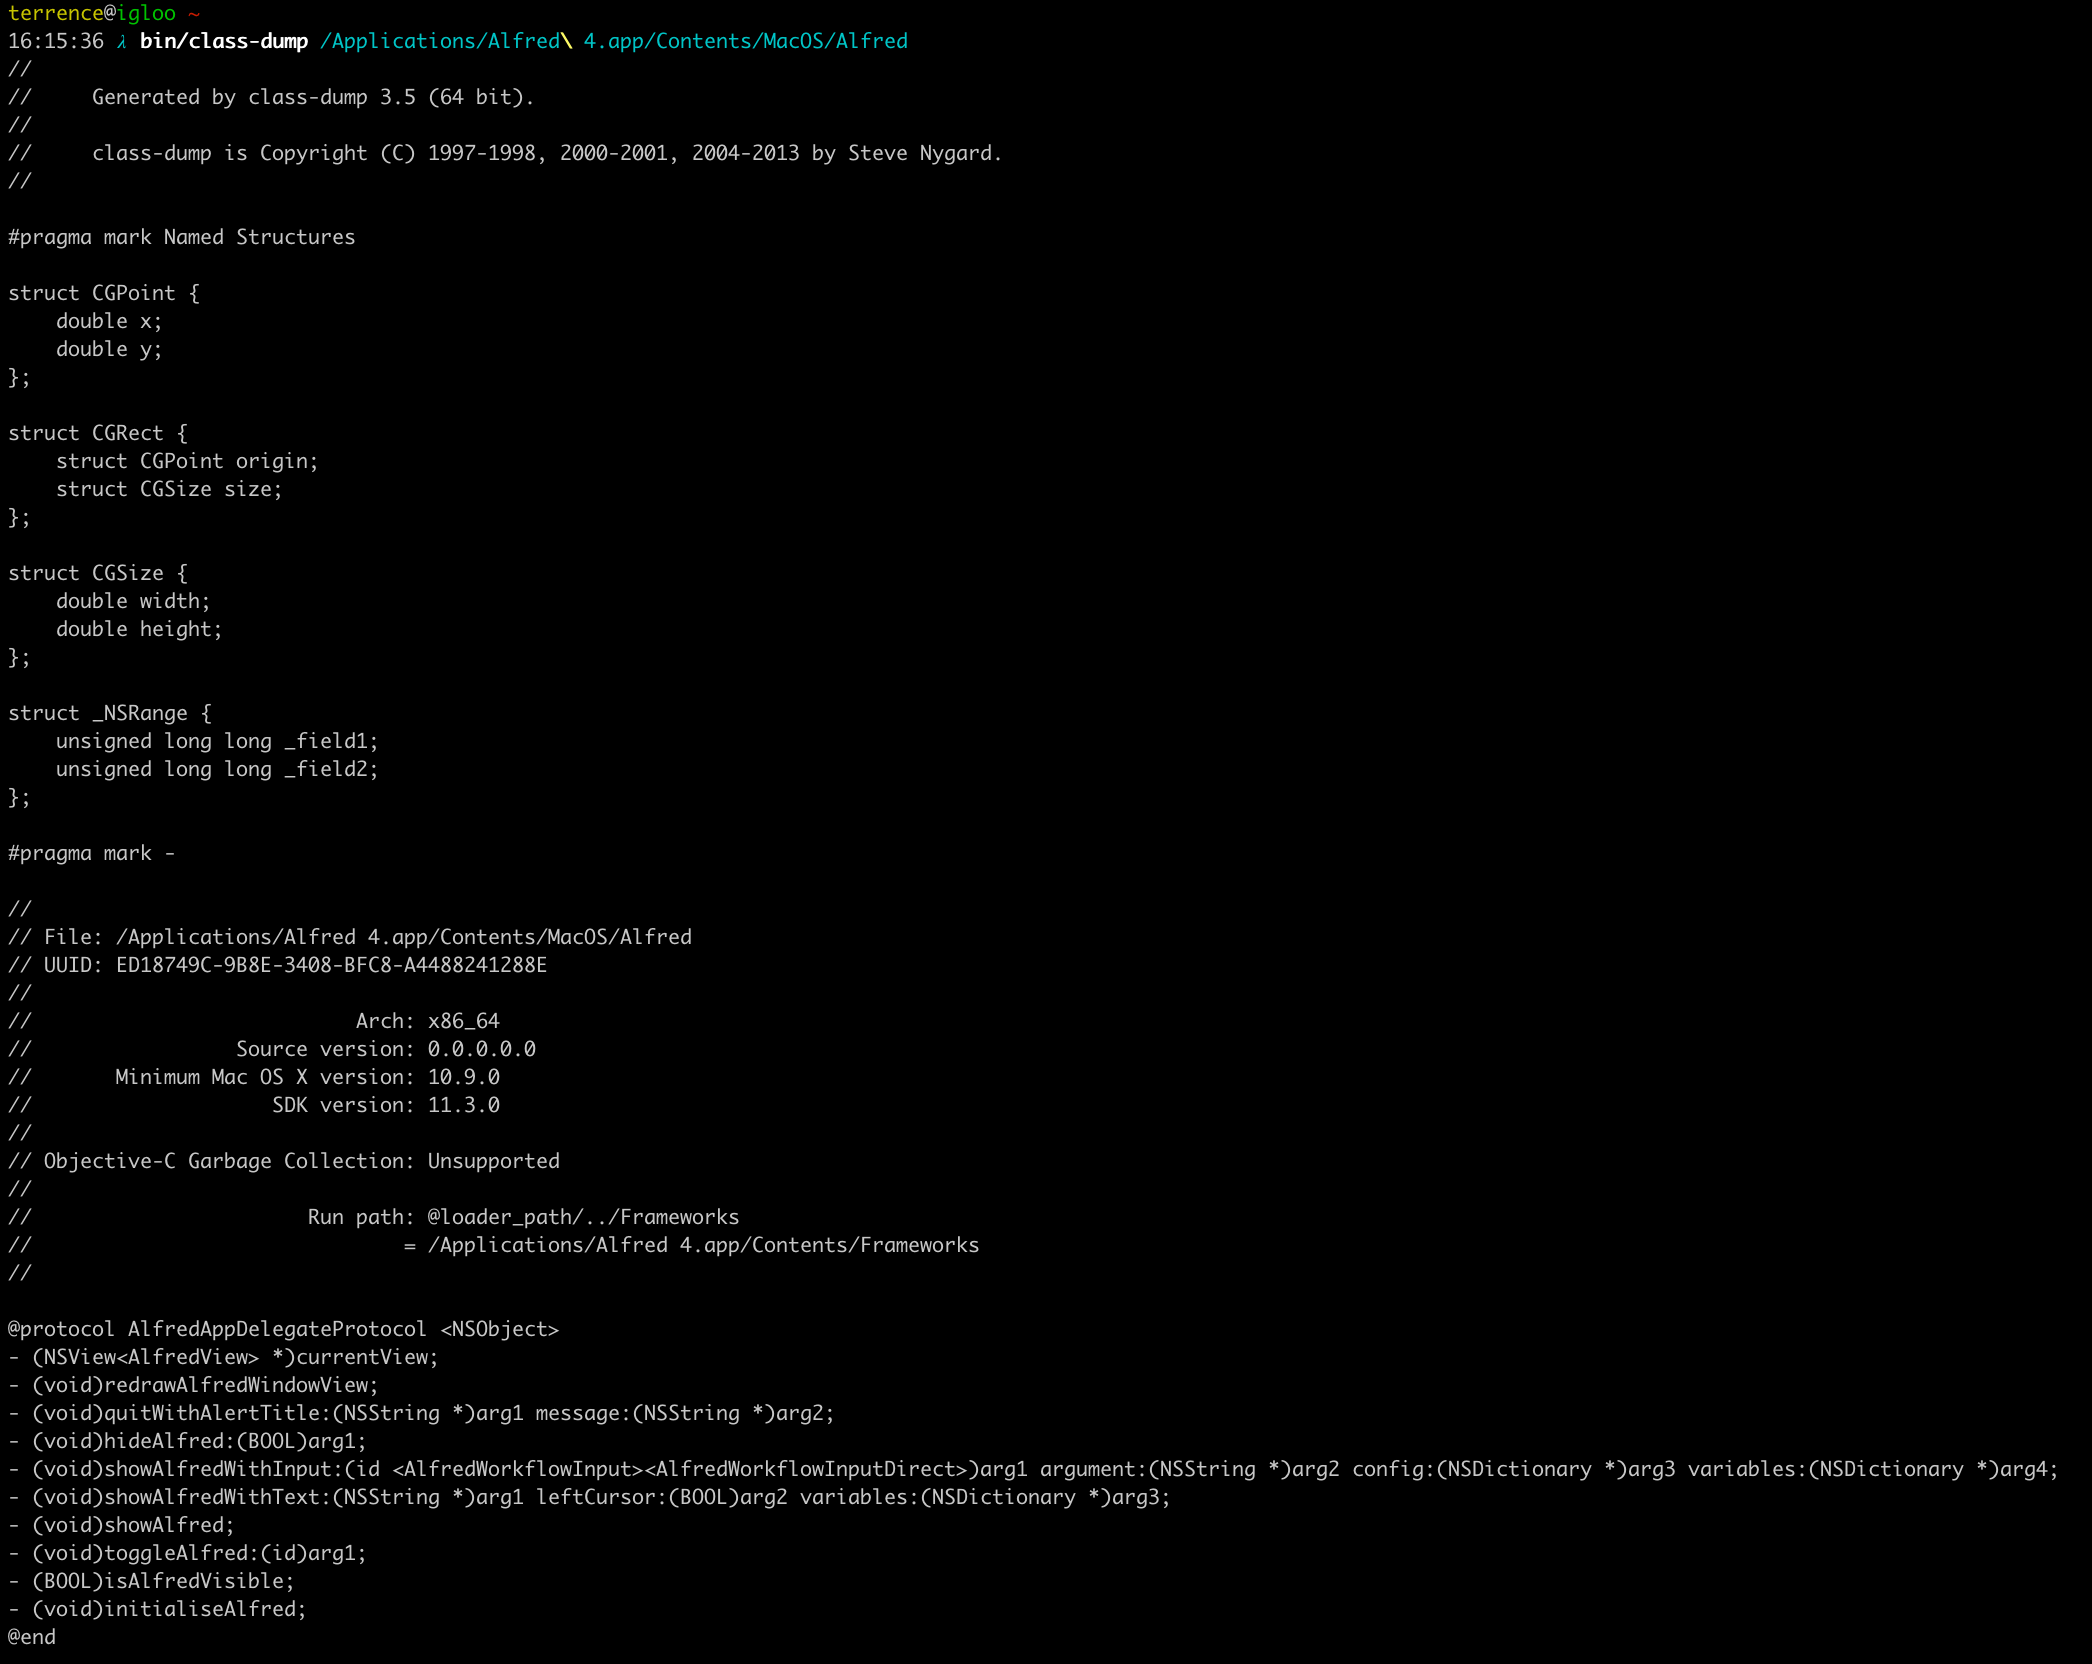 terrence@igloo ~
16:15:36 λ bin/class-dump /Applications/Alfred\ 4.app/Contents/MacOS/Alfred
//
//     Generated by class-dump 3.5 (64 bit).
//
//     class-dump is Copyright (C) 1997-1998, 2000-2001, 2004-2013 by Steve Nygard.
//

#pragma mark Named Structures

struct CGPoint {
    double x;
    double y;
};

struct CGRect {
    struct CGPoint origin;
    struct CGSize size;
};

struct CGSize {
    double width;
    double height;
};

struct _NSRange {
    unsigned long long _field1;
    unsigned long long _field2;
};

#pragma mark -

//
// File: /Applications/Alfred 4.app/Contents/MacOS/Alfred
// UUID: ED18749C-9B8E-3408-BFC8-A4488241288E
//
//                           Arch: x86_64
//                 Source version: 0.0.0.0.0
//       Minimum Mac OS X version: 10.9.0
//                    SDK version: 11.3.0
//
// Objective-C Garbage Collection: Unsupported
//
//                       Run path: @loader_path/../Frameworks
//                               = /Applications/Alfred 4.app/Contents/Frameworks
//

@protocol AlfredAppDelegateProtocol <NSObject>
- (NSView<AlfredView> *)currentView;
- (void)redrawAlfredWindowView;
- (void)quitWithAlertTitle:(NSString *)arg1 message:(NSString *)arg2;
- (void)hideAlfred:(BOOL)arg1;
- (void)showAlfredWithInput:(id <AlfredWorkflowInput><AlfredWorkflowInputDirect>)arg1 argument:(NSString *)arg2 config:(NSDictionary *)arg3 variables:(NSDictionary *)arg4;
- (void)showAlfredWithText:(NSString *)arg1 leftCursor:(BOOL)arg2 variables:(NSDictionary *)arg3;
- (void)showAlfred;
- (void)toggleAlfred:(id)arg1;
- (BOOL)isAlfredVisible;
- (void)initialiseAlfred;
@end